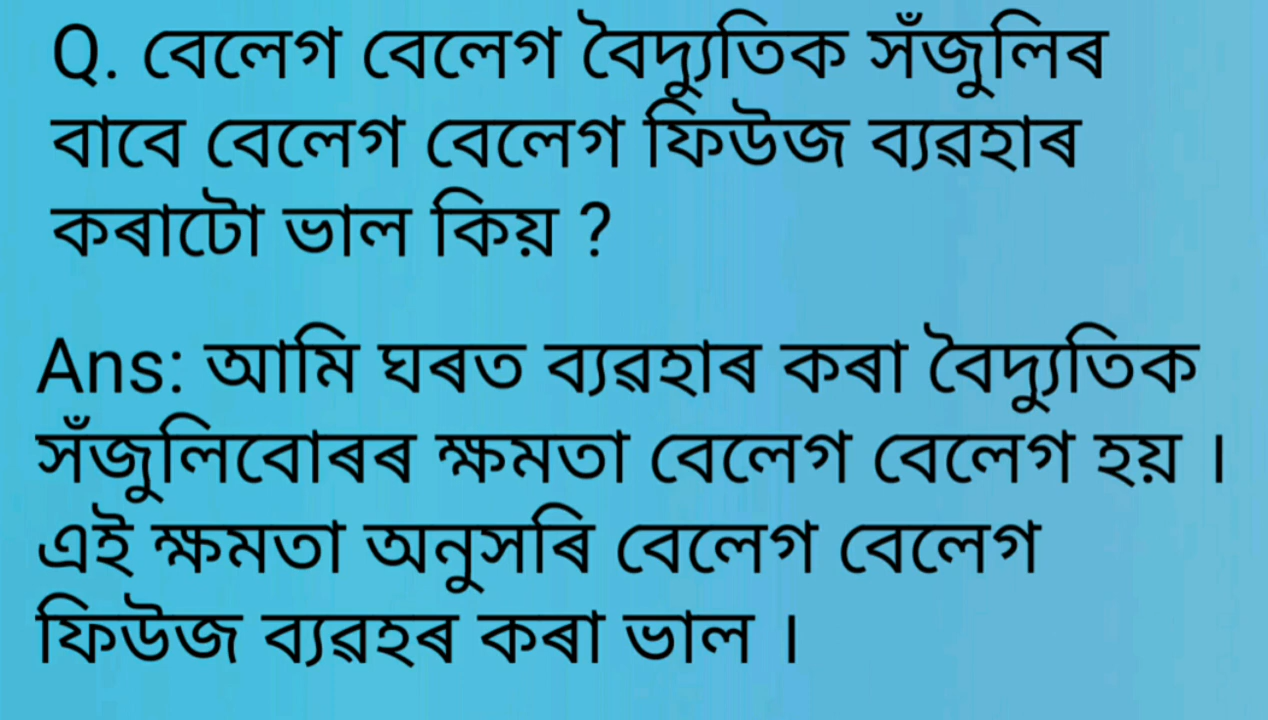 Q. বেলেগ বেলেগ বৈদ্যুতিক সঁজুলিৰ
বাবে বেলেগ বেলেগ ফিউজ ব্যৱহাৰ
কৰাটো ভাল কিয় ?
Ans: আমি ঘৰত ব্যৱহাৰ কৰা বৈদ্যুতিক
সঁজুলিবোৰৰ ক্ষমতা বেলেগ বেলেগ হয় ।
এই ক্ষমতা অনুসৰি বেলেগ বেলেগ
ফিউজ ব্যৱহৰ কৰা ভাল ।